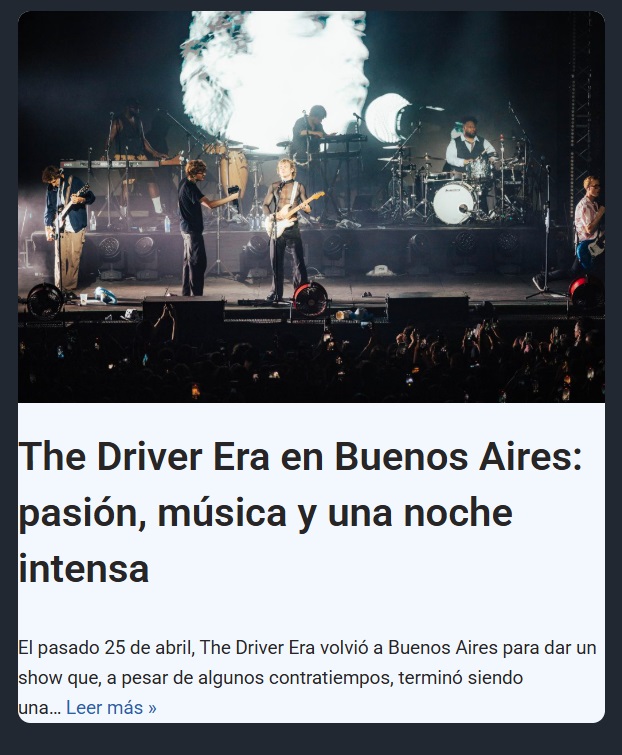 The Driver Era en Buenos Aires:
pasión, música y una noche
intensa
El pasado 25 de abril, The Driver Era volvió a Buenos Aires para dar un
show que, a pesar de algunos contratiempos, terminó siendo
una… Leer más »